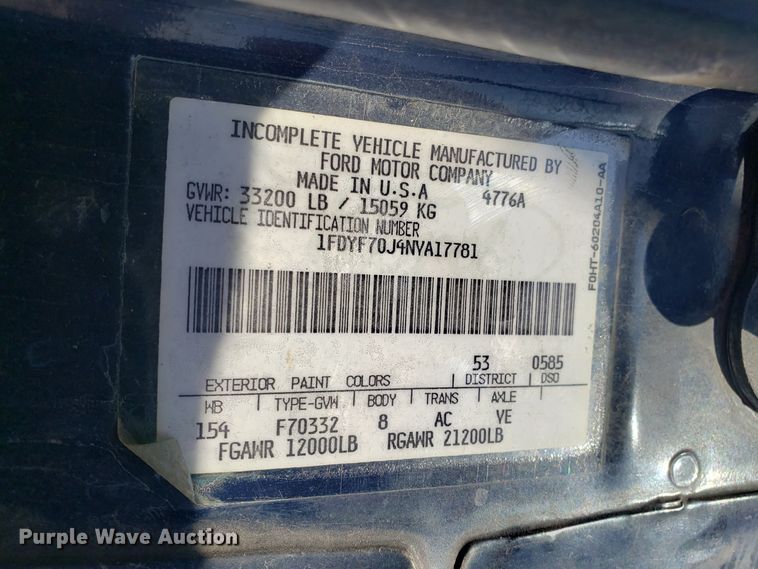 INCOMPLETE VEHICLE MANUFACTURED BY
FORD MOTOR COMPANY
MADE IN U.S.A 4776A
GVWR: 33200 LB / 15059 KG
VEHICLE IDENTIFICATION NUMBER
1FDYF70J4NVA17781
F0HT-60204A10-AA
53 0585
EXTERIOR PAINT COLORS DISTRICT DSO
WB TYPE-GVW BODY TRANS AXLE
154 F70332 8 AC VE
FGAWR 12000LB RGAWR 21200LB
Purple Wave Auction